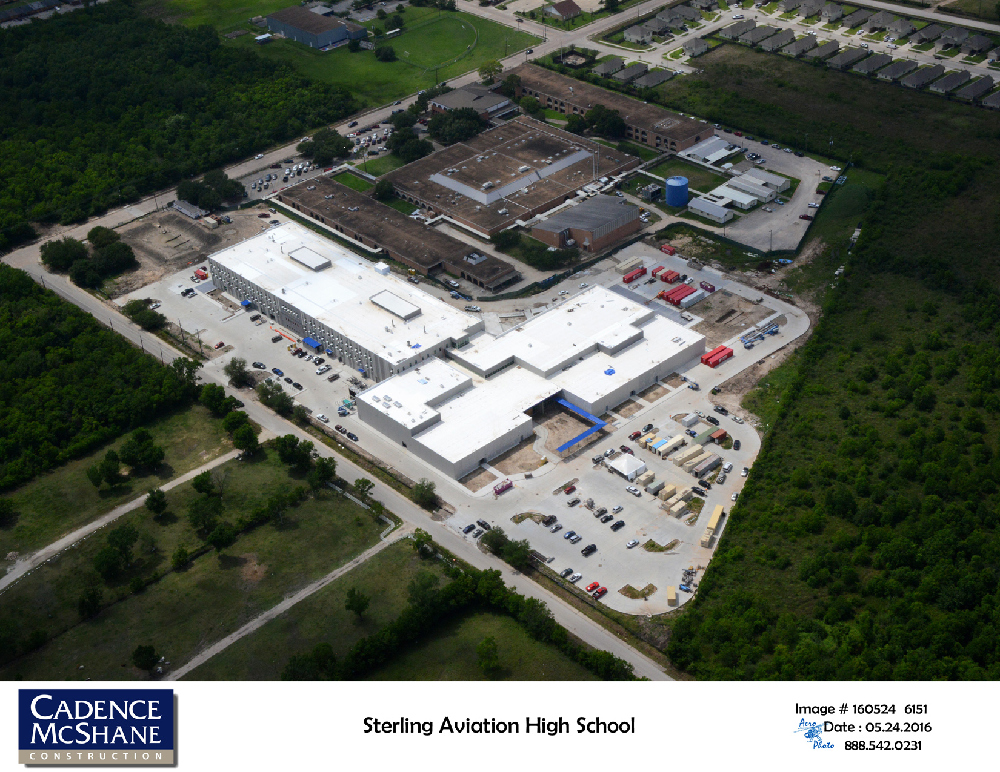 CADENCE
MCSHANE
CONSTRUCTION
Sterling Aviation High School
Image # 160524 6151
Aero
Date : 05.24.2016
Photo
888.542.0231